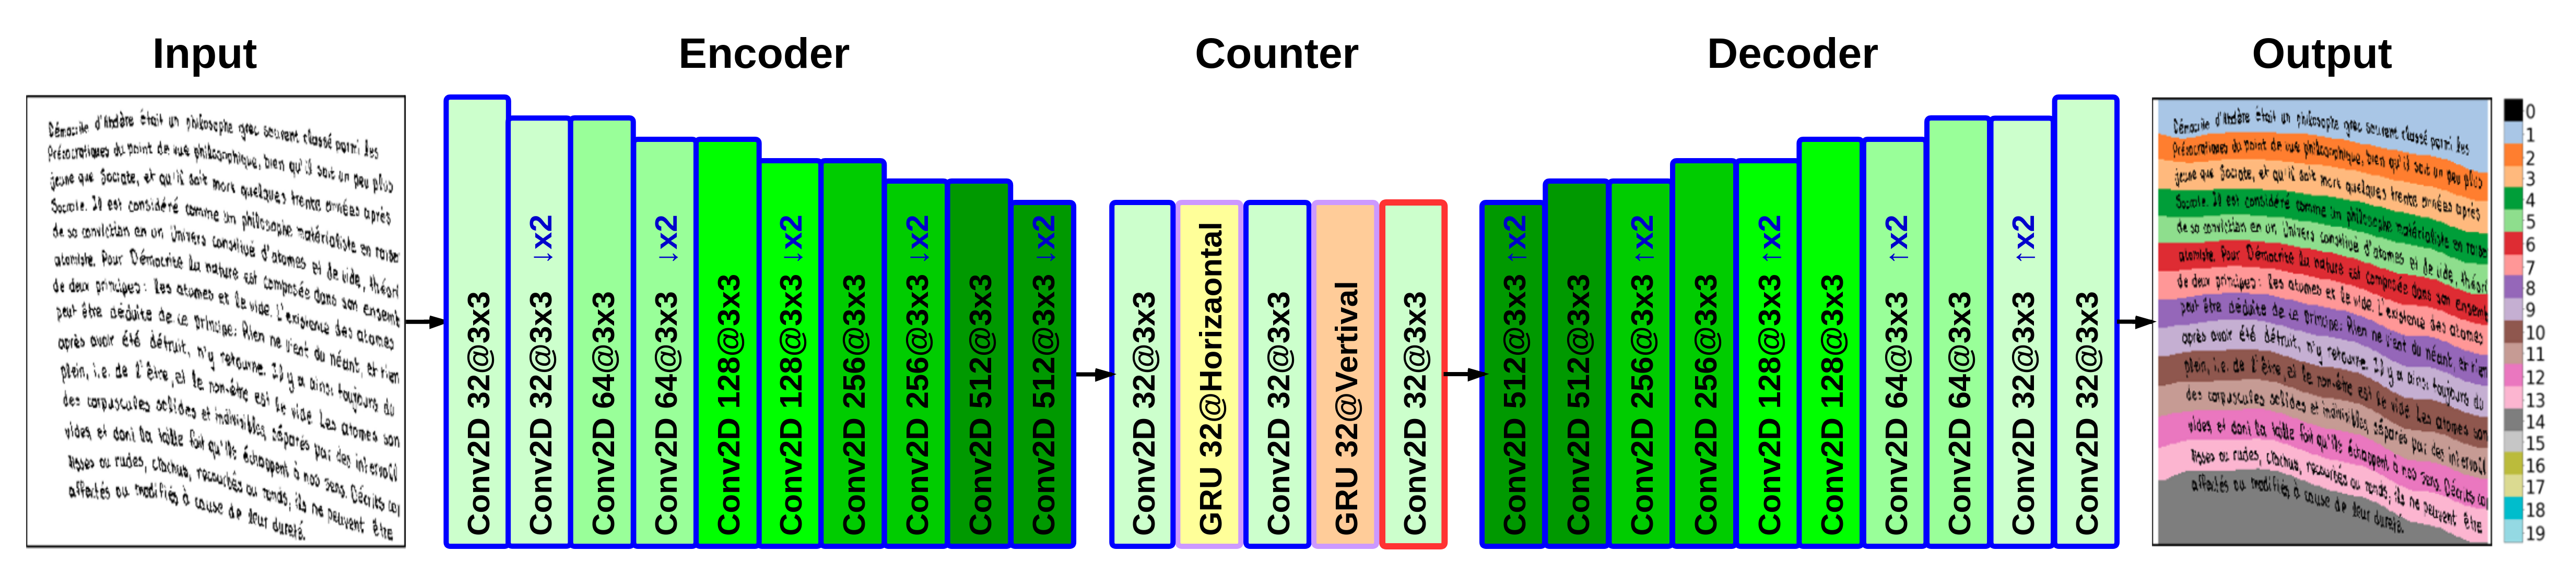 Input
Encoder
Counter
Decoder
Output
Démocrite d'Abdère était un philosophe grec souvent classé parmi les
Présocratiques du point de vue philosophique, bien qu'il soit un peu plus
jeune que Socrate, et qu'il soit mort quelques trente années après
Socrate. Il est considéré comme un philosophe matérialiste en raison
de sa conviction en un Univers constitué d'atomes et de vide, théori
atomiste. Pour Démocrite la nature est composée dans son ensemb
de deux principes: les atomes et le vide. L'existence des atomes
peut être déduite de ce principe: Rien ne vient du néant, et rien
après avoir été détruit, n'y retourne. Il y a ainsi toujours du
plein, i.e. de l'être, et le non-être est le vide. Les atomes son
des corpuscules solides et indivisibles, séparés par des intervall
vides, et dont la taille fait qu'ils échappent à nos sens. Décrits co
lisses ou rudes, crochus, recourbés ou ronds, ils ne peuvent être
affectés ou modifiés à cause de leur dureté.
Conv2D 32@3x3
Conv2D 32@3x3 ↓x2
Conv2D 64@3x3
Conv2D 64@3x3 ↓x2
Conv2D 128@3x3
Conv2D 128@3x3 ↓x2
Conv2D 256@3x3
Conv2D 256@3x3 ↓x2
Conv2D 512@3x3
Conv2D 512@3x3 ↓x2
Conv2D 32@3x3
GRU 32@Horizaontal
Conv2D 32@3x3
GRU 32@Vertival
Conv2D 32@3x3
Conv2D 512@3x3 ↑x2
Conv2D 512@3x3
Conv2D 256@3x3 ↑x2
Conv2D 256@3x3
Conv2D 128@3x3 ↑x2
Conv2D 128@3x3
Conv2D 64@3x3 ↑x2
Conv2D 64@3x3
Conv2D 32@3x3 ↑x2
Conv2D 32@3x3
Démocrite d'Abdère était un philosophe grec souvent classé parmi les
Présocratiques du point de vue philosophique, bien qu'il soit un peu plus
jeune que Socrate, et qu'il soit mort quelques trente années après
Socrate. Il est considéré comme un philosophe matérialiste en raison
de sa conviction en un Univers constitué d'atomes et de vide, théori
atomiste. Pour Démocrite la nature est composée dans son ensemb
de deux principes: les atomes et le vide. L'existence des atomes
peut être déduite de ce principe: Rien ne vient du néant, et rien
après avoir été détruit, n'y retourne. Il y a ainsi toujours du
plein, i.e. de l'être, et le non-être est le vide. Les atomes son
des corpuscules solides et indivisibles, séparés par des intervall
vides, et dont la taille fait qu'ils échappent à nos sens. Décrits co
lisses ou rudes, crochus, recourbés ou ronds, ils ne peuvent être
affectés ou modifiés à cause de leur dureté.
0
1
2
3
4
5
6
7
8
9
10
11
12
13
14
15
16
17
18
19